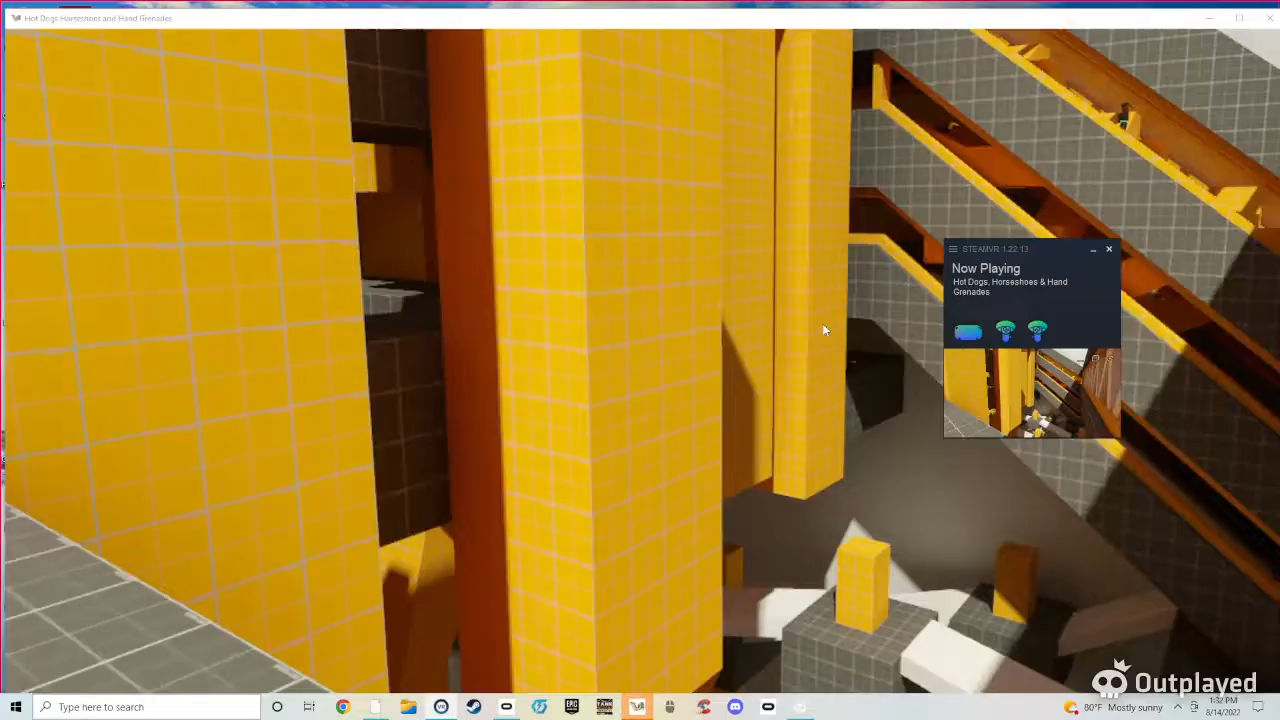 Hot Dogs Horseshoes and Hand Grenades
STEAMVR 1.22.13
Now Playing
Hot Dogs, Horseshoes & Hand
Grenades
Outplayed
Type here to search
EPIC
80°F Mostly sunny
1:32 PM
8/14/2022